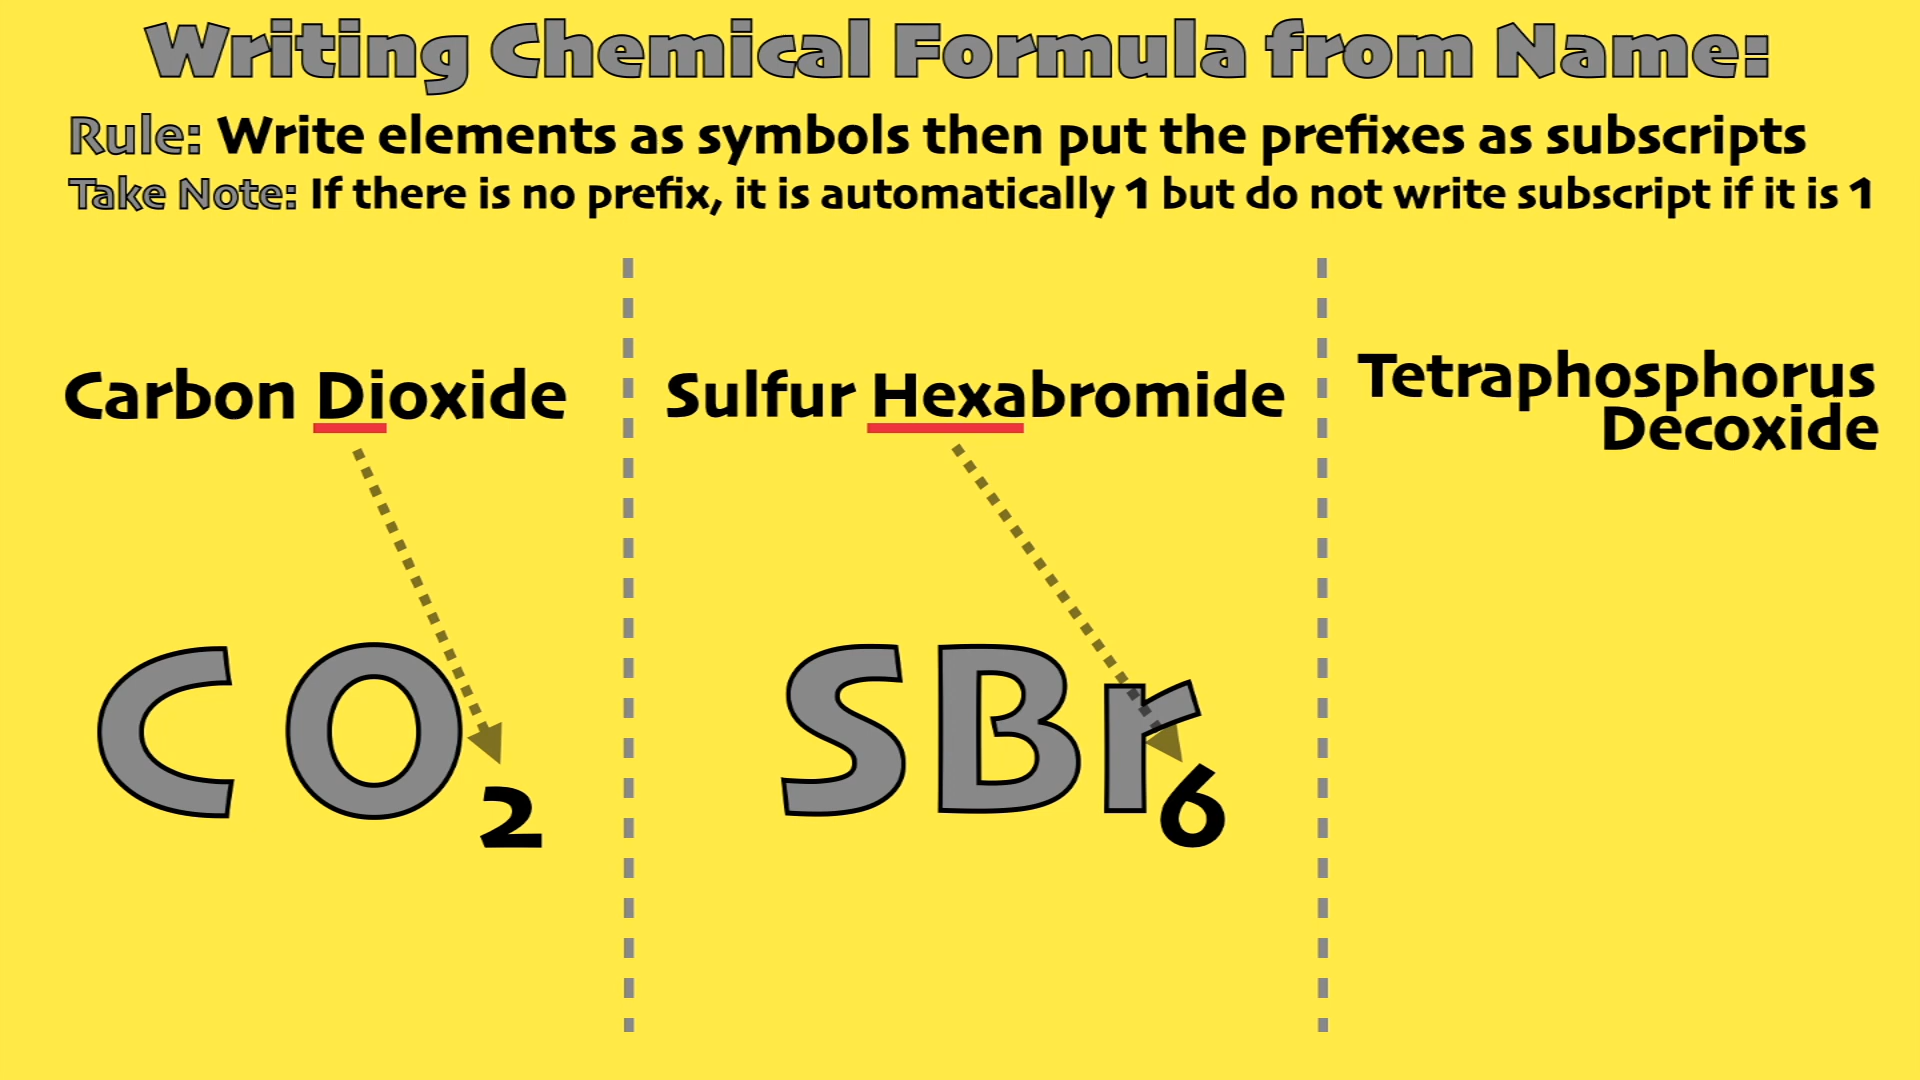 Writing Chemical Formula from Name:
Rule: Write elements as symbols then put the prefixes as subscripts
Take Note: If there is no prefix, it is automatically 1 but do not write subscript if it is 1
Carbon Dioxide
CO2
Sulfur Hexabromide
SBr6
Tetraphosphorus
Decoxide